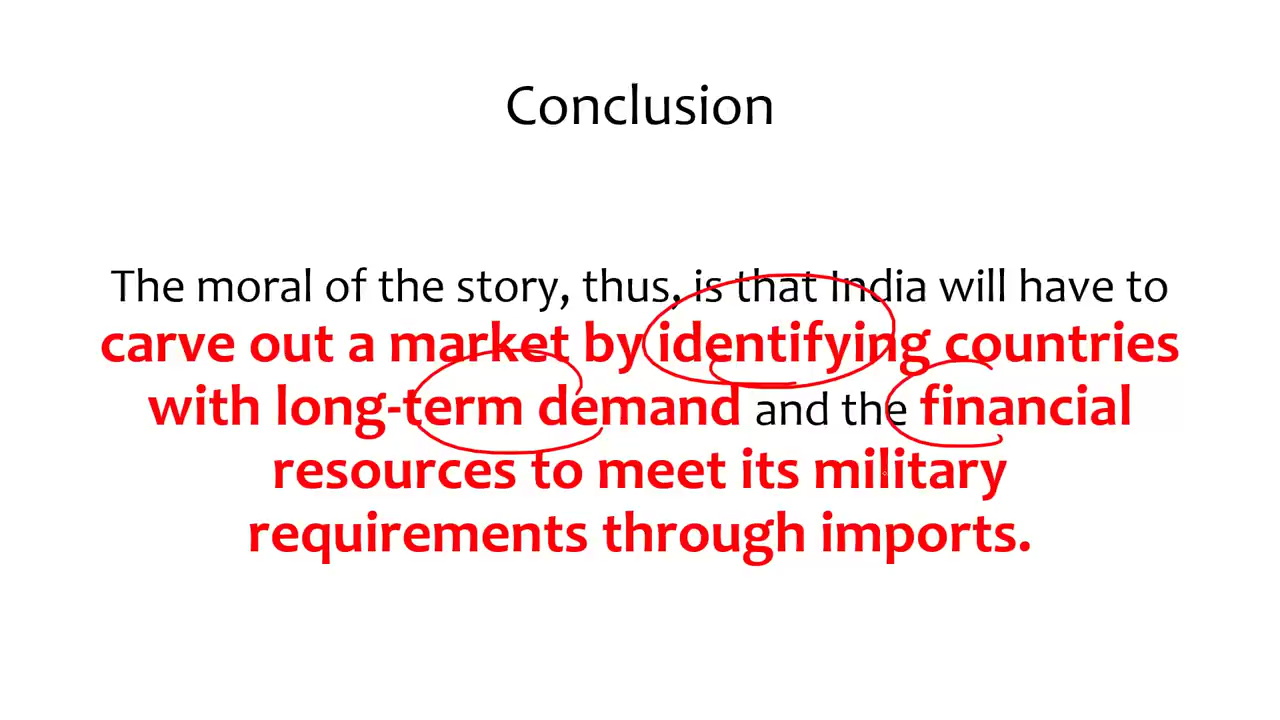 Conclusion
The moral of the story, thus, is that India will have to
carve out a market by identifying countries
with long-term demand and the financial
resources to meet its military
requirements through imports.